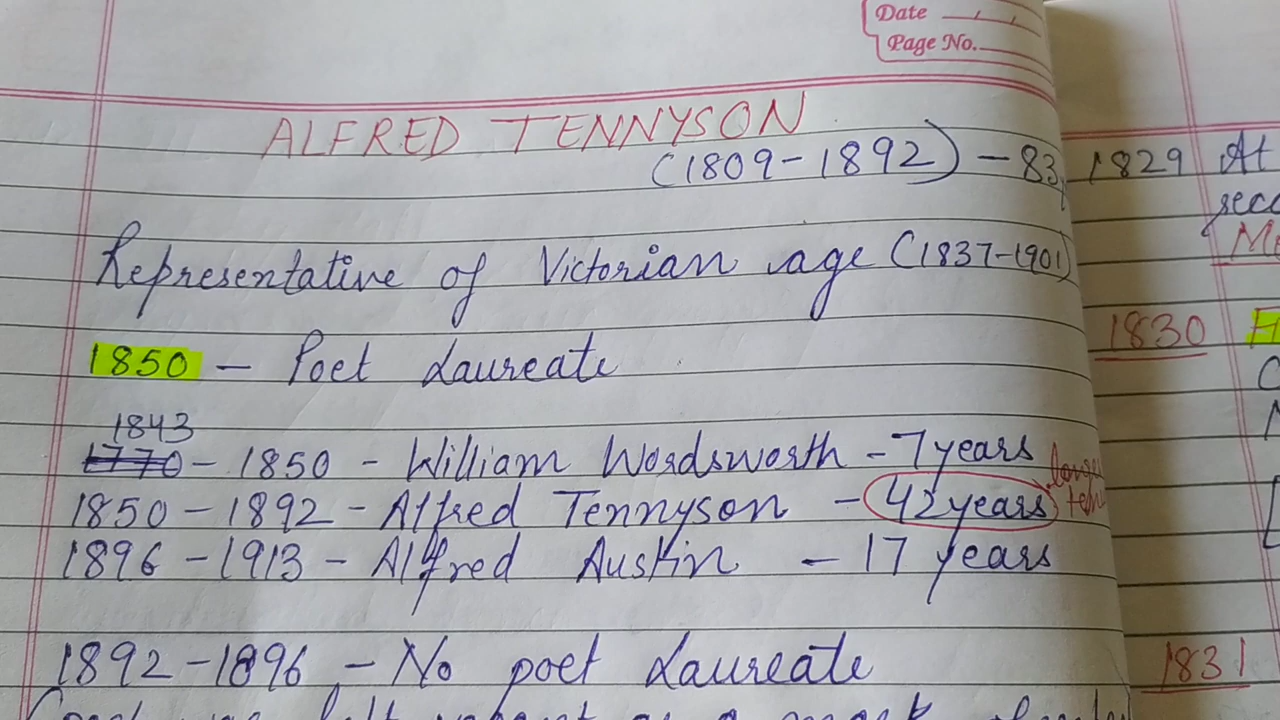 Date
Page No.
ALFRED TENNYSON
(1809-1892) - 83
Representative of Victorian age (1837-1901)
1850 - Poet Laureate
1843
1770 - 1850 - William Wordsworth - 7 years
1850 - 1892 - Alfred Tennyson - 42 years
1896 - 1913 - Alfred Austin - 17 years
1892 - 1896 - No poet Laureate
1829 At
1830
1831